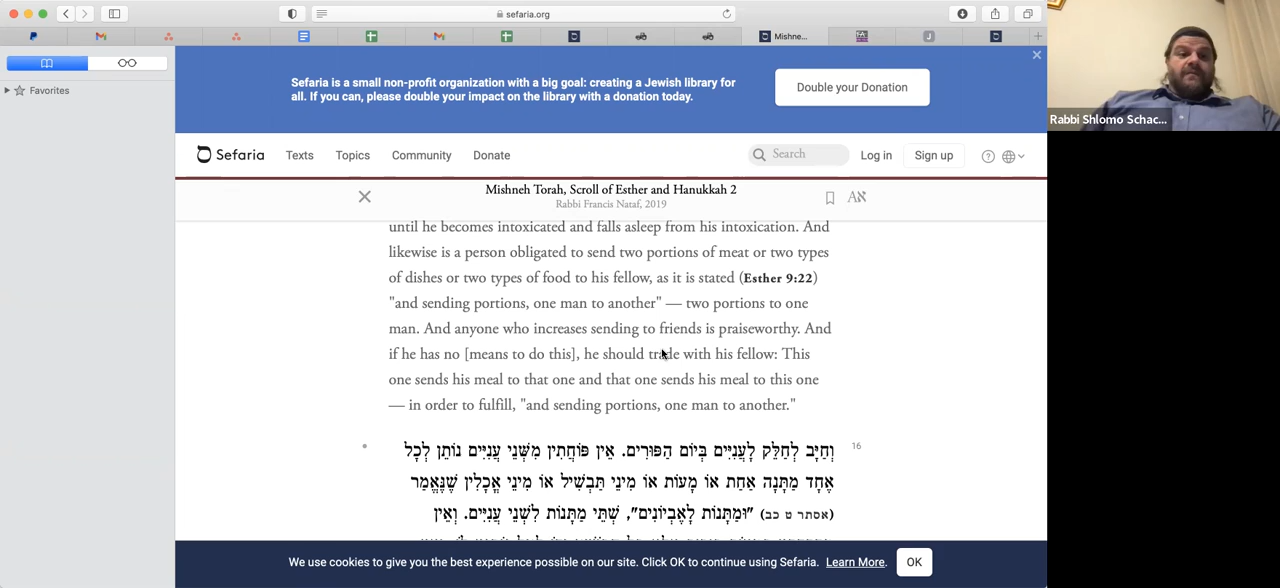 sefaria.org
Mishne...
Favorites
Sefaria is a small non-profit organization with a big goal: creating a Jewish library for
all. If you can, please double your impact on the library with a donation today.
Double your Donation
Sefaria
Texts
Topics
Community
Donate
Search
Log in
Sign up
Mishneh Torah, Scroll of Esther and Hanukkah 2
Rabbi Francis Nataf, 2019
until he becomes intoxicated and falls asleep from his intoxication. And
likewise is a person obligated to send two portions of meat or two types
of dishes or two types of food to his fellow, as it is stated (Esther 9:22)
"and sending portions, one man to another" — two portions to one
man. And anyone who increases sending to friends is praiseworthy. And
if he has no [means to do this], he should trade with his fellow: This
one sends his meal to that one and that one sends his meal to this one
— in order to fulfill, "and sending portions, one man to another."
16
וְחַיָּב לְחַלֵּק לַעֲנִיִּים בְּיוֹם הַפּוּרִים. אֵין פּוֹחֲתִין מִשְּׁנֵי עֲנִיִּים נוֹתֵן לְכָל
אֶחָד מַתָּנָה אַחַת אוֹ מָעוֹת אוֹ מִינֵי תַּבְשִׁיל אוֹ מִינֵי אֳכָלִין שֶׁנֶּאֱמַר
(אסתר ט כב) "וּמַתָּנוֹת לָאֶבְיוֹנִים", שְׁתֵּי מַתָּנוֹת לִשְׁנֵי עֲנִיִּים. וְאֵין
We use cookies to give you the best experience possible on our site. Click OK to continue using Sefaria. Learn More.
OK
Rabbi Shlomo Schac...